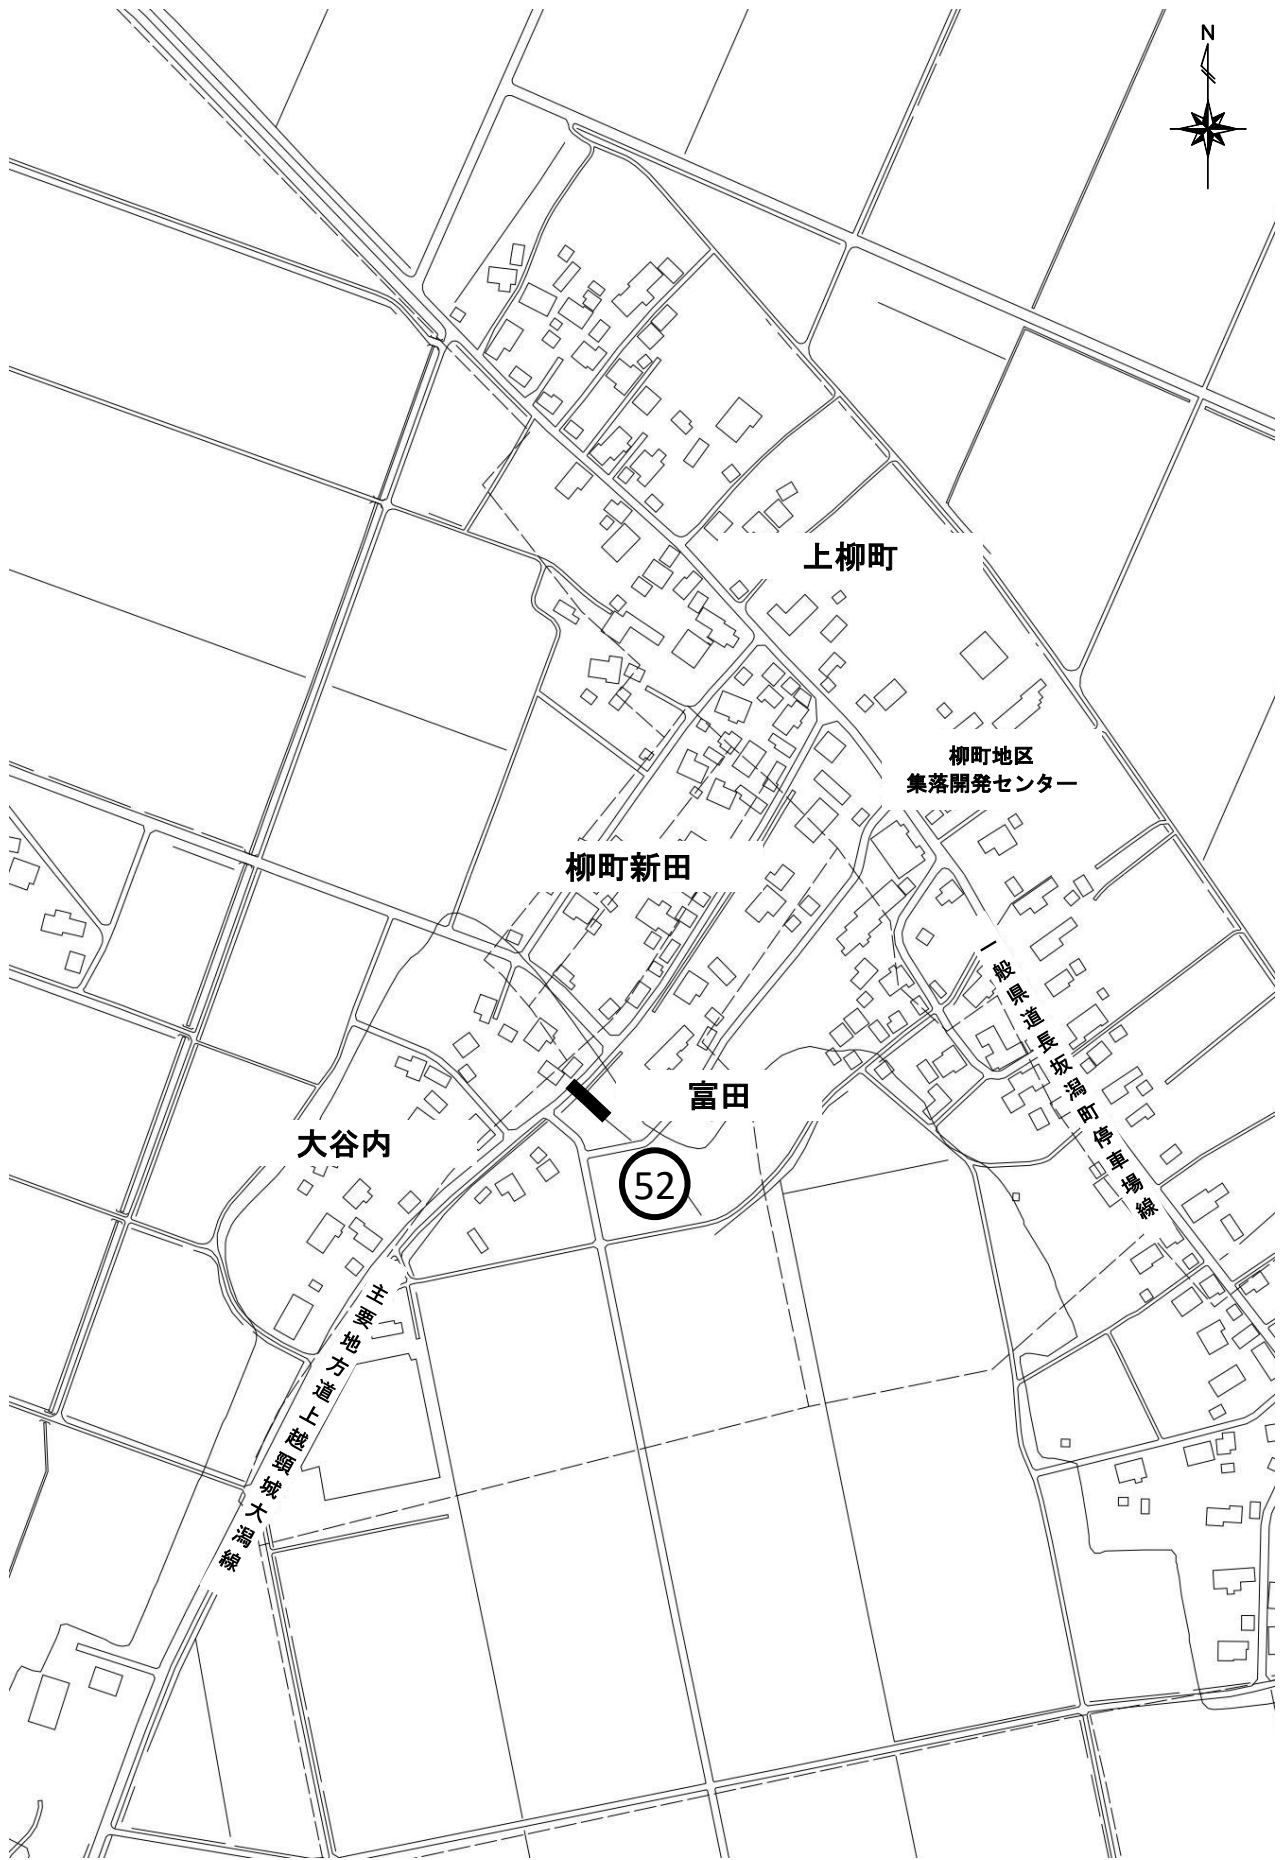 N
上柳町
柳町地区
集落開発センター
柳町新田
一般県道長坂潟町停車場線
富田
大谷内
52
主要地方道上越頸城大潟線